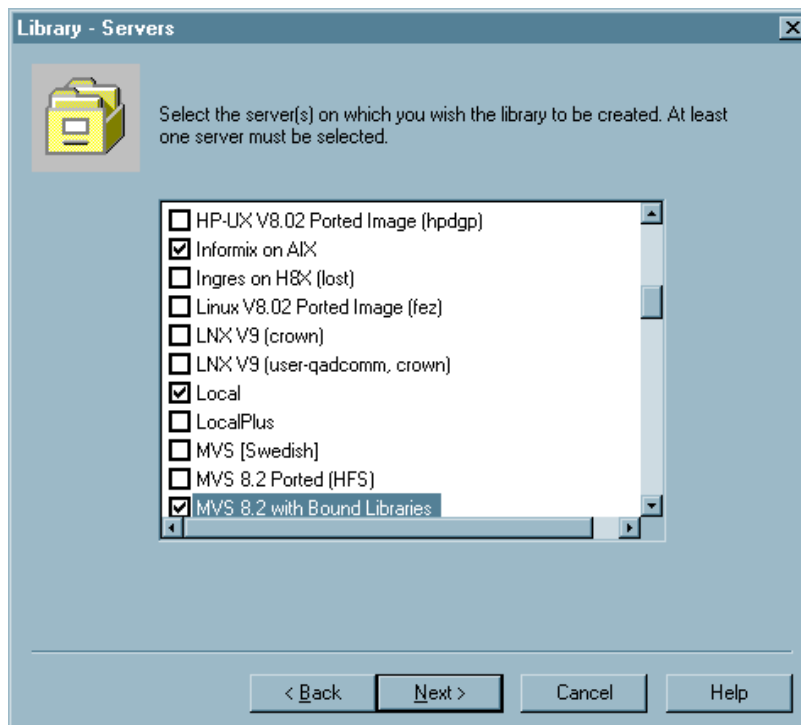 Library - Servers
Select the server(s) on which you wish the library to be created. At least
one server must be selected.
HP-UX V8.02 Ported Image (hpdgp)
Informix on AIX
Ingres on H8X (lost)
Linux V8.02 Ported Image (fez)
LNX V9 (crown)
LNX V9 (user-qadcomm, crown)
Local
LocalPlus
MVS [Swedish]
MVS 8.2 Ported (HFS)
MVS 8.2 with Bound Libraries
< Back
Next >
Cancel
Help